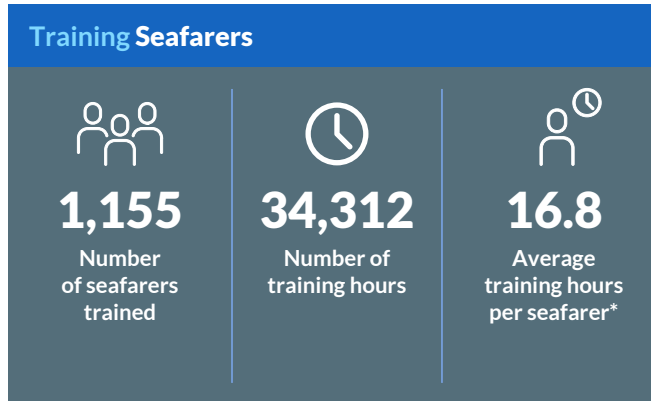 Training Seafarers
1,155
Number
of seafarers
trained
34,312
Number of
training hours
16.8
Average
training hours
per seafarer*